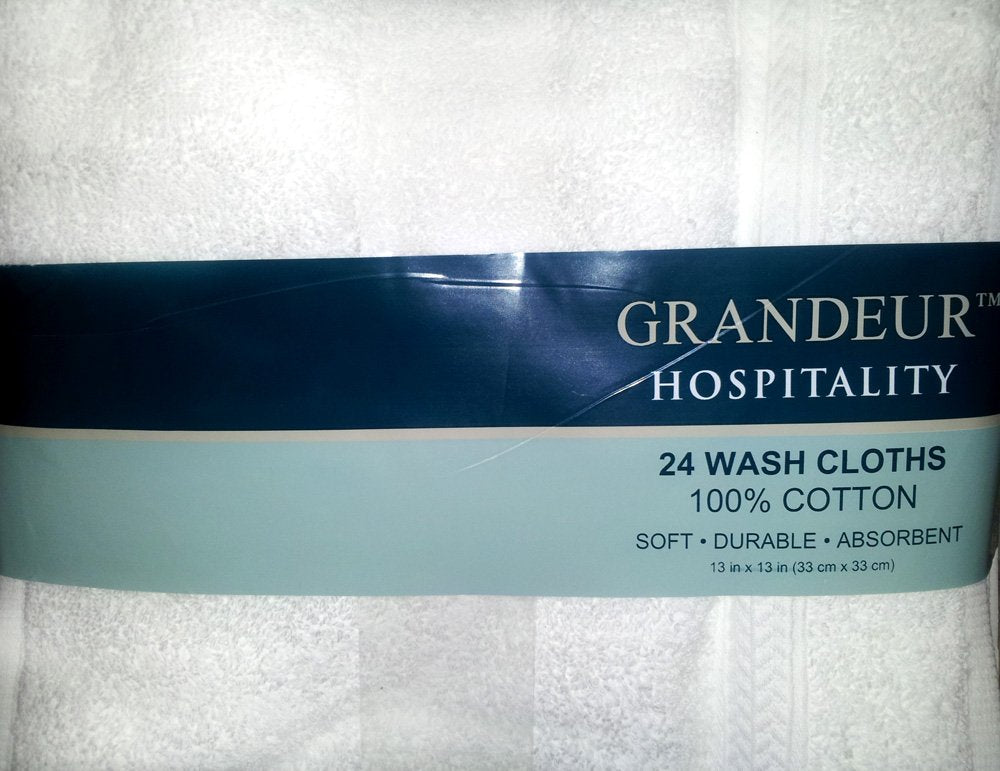 GRANDEUR™
HOSPITALITY
24 WASH CLOTHS
100% COTTON
SOFT • DURABLE • ABSORBENT
13 in x 13 in (33 cm x 33 cm)